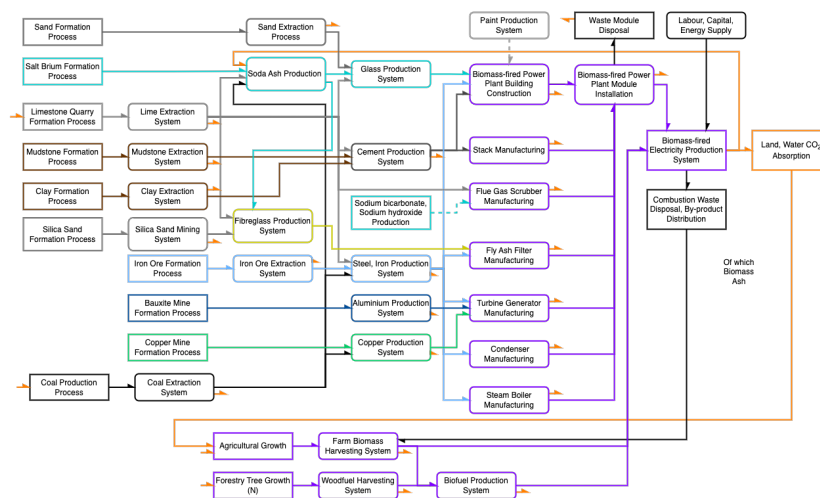 Sand Formation
Process
Sand Extraction
Process
Paint Production
System
Waste Module
Disposal
Labour, Capital,
Energy Supply
Salt Brium Formation
Process
Soda Ash Production
Glass Production
System
Biomass-fired Power
Plant Building
Construction
Biomass-fired Power
Plant Module
Installation
Limestone Quarry
Formation Process
Lime Extraction
System
Mudstone Formation
Process
Mudstone Extraction
System
Cement Production
System
Stack Manufacturing
Biomass-fired
Electricity Production
System
Land, Water CO2
Absorption
Clay Formation
Process
Clay Extraction
System
Sodium bicarbonate,
Sodium hydroxide
Production
Flue Gas Scrubber
Manufacturing
Combustion Waste
Disposal, By-product
Distribution
Silica Sand
Formation Process
Silica Sand Mining
System
Fibreglass Production
System
Iron Ore Formation
Process
Iron Ore Extraction
System
Steel, Iron Production
System
Fly Ash Filter
Manufacturing
Of which
Biomass
Ash
Bauxite Mine
Formation Process
Aluminium Production
System
Turbine Generator
Manufacturing
Copper Mine
Formation Process
Copper Production
System
Condenser
Manufacturing
Coal Production
Process
Coal Extraction
System
Steam Boiler
Manufacturing
Agricultural Growth
Farm Biomass
Harvesting System
Forestry Tree Growth
(N)
Woodfuel Harvesting
System
Biofuel Production
System